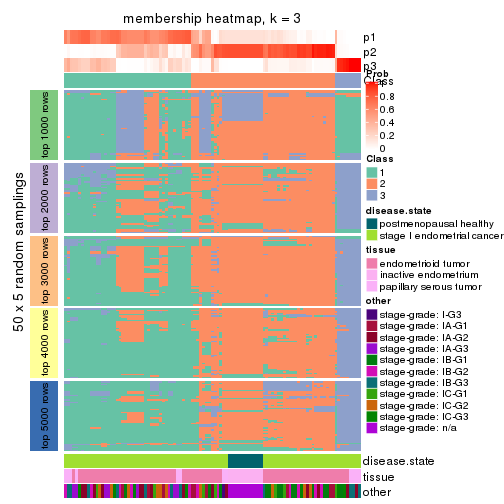 membership heatmap, k = 3
p1
p2
p3
Class
Prob
0.8
0.6
0.4
0.2
0
Class
1
2
3
disease.state
postmenopausal healthy
stage I endometrial cancer
tissue
endometrioid tumor
inactive endometrium
papillary serous tumor
other
stage-grade: I-G3
stage-grade: IA-G1
stage-grade: IA-G2
stage-grade: IA-G3
stage-grade: IB-G1
stage-grade: IB-G2
stage-grade: IB-G3
stage-grade: IC-G1
stage-grade: IC-G2
stage-grade: IC-G3
stage-grade: n/a
50 x 5 random samplings
top 1000 rows
top 2000 rows
top 3000 rows
top 4000 rows
top 5000 rows
disease.state
tissue
other